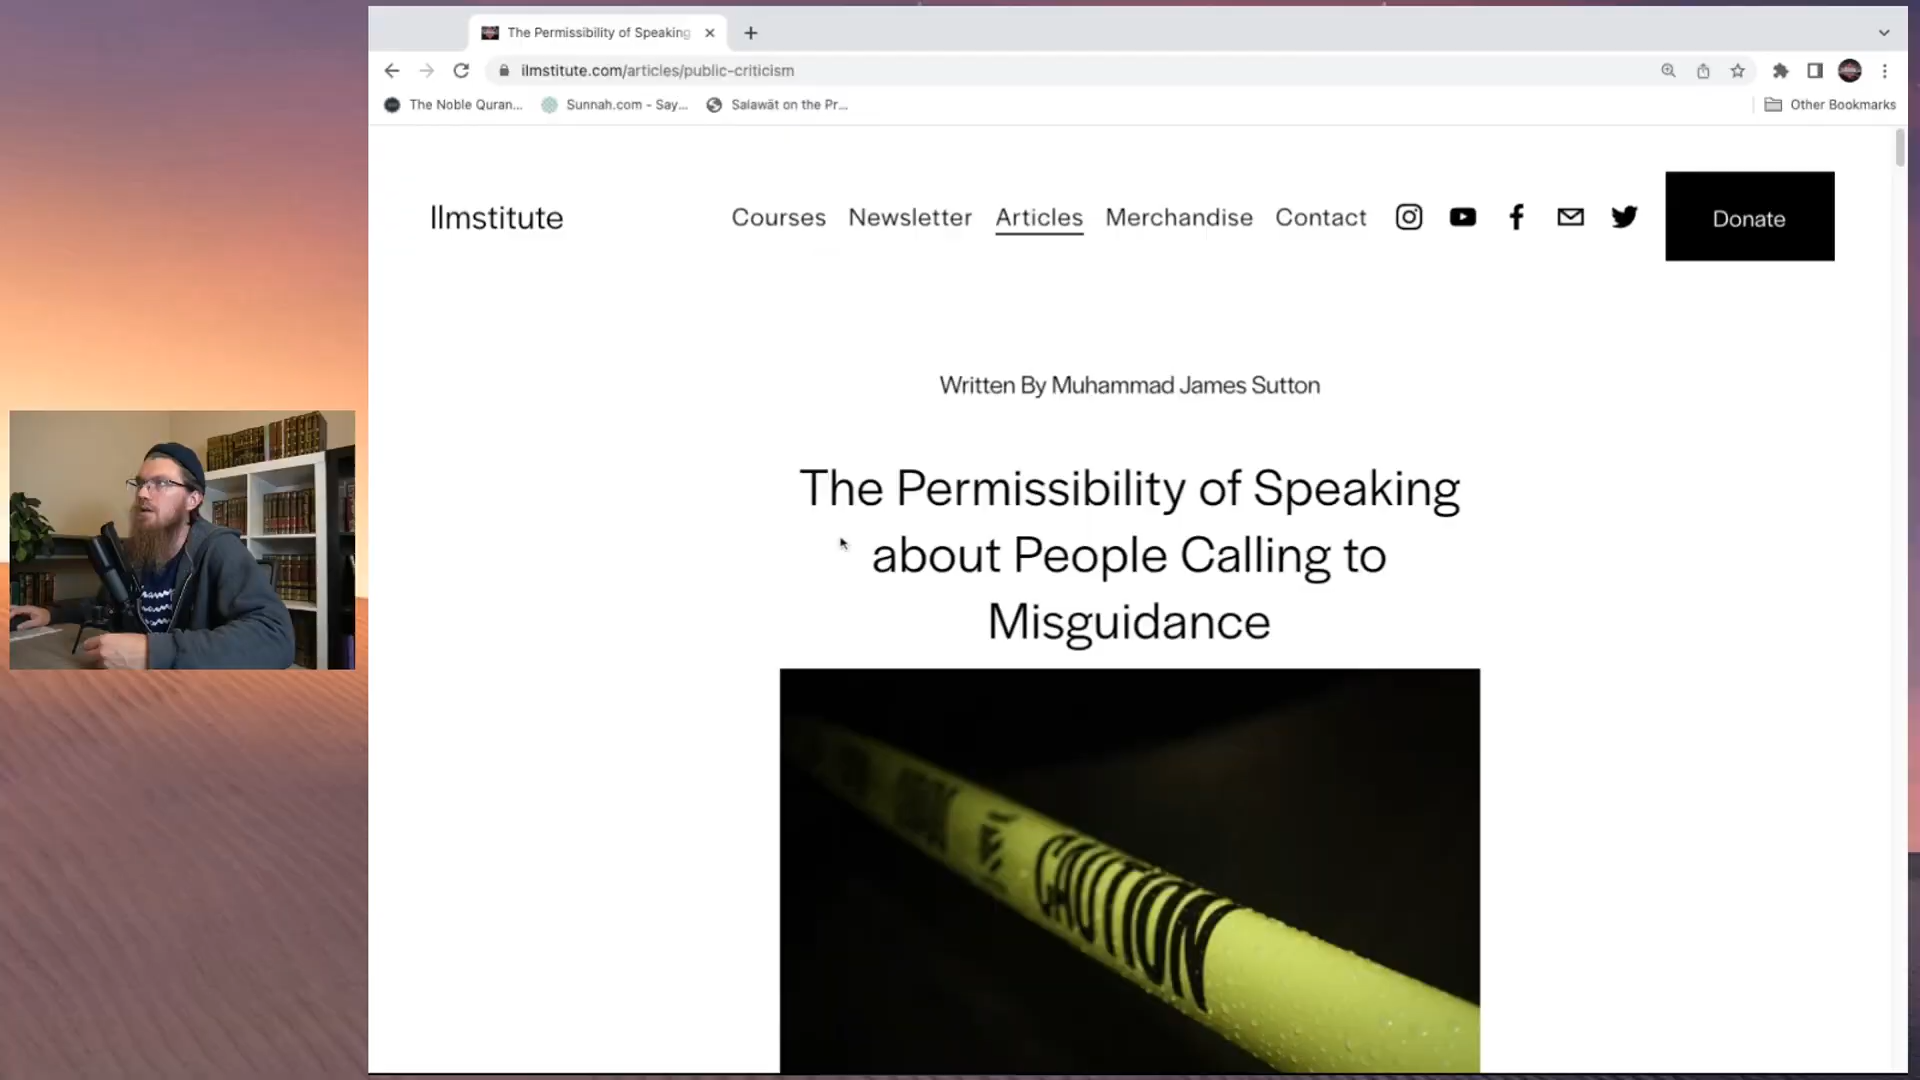 The Permissibility of Speaking
ilmstitute.com/articles/public-criticism
The Noble Quran... Sunnah.com - Say... Salawāt on the Pr... Other Bookmarks
Ilmstitute Courses Newsletter Articles Merchandise Contact Donate
Written By Muhammad James Sutton
The Permissibility of Speaking
about People Calling to
Misguidance
CAUTION